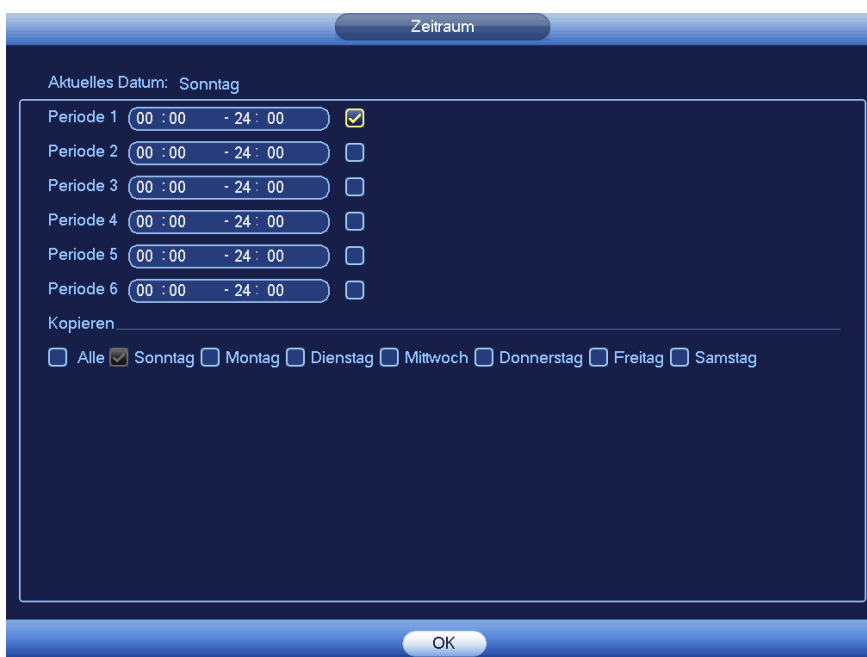 Zeitraum
Aktuelles Datum: Sonntag
Periode 1 00 :00 - 24 : 00
Periode 2 00 :00 - 24 : 00
Periode 3 00 :00 - 24 : 00
Periode 4 00 :00 - 24 : 00
Periode 5 00 :00 - 24 : 00
Periode 6 00 :00 - 24 : 00
Kopieren
Alle Sonntag Montag Dienstag Mittwoch Donnerstag Freitag Samstag
OK